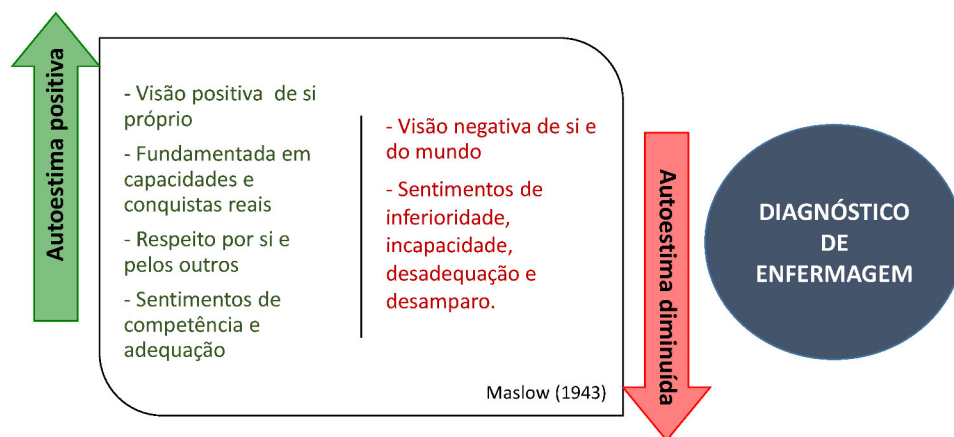 Autoestima positiva
- Visão positiva  de si
próprio
- Fundamentada em
capacidades e
conquistas reais
- Respeito por si e
pelos outros
- Sentimentos de
competência e
adequação
- Visão negativa de si e
do mundo
- Sentimentos de
inferioridade,
incapacidade,
desadequação e
desamparo.
Maslow (1943)
Autoestima diminuída
DIAGNÓSTICO
DE
ENFERMAGEM